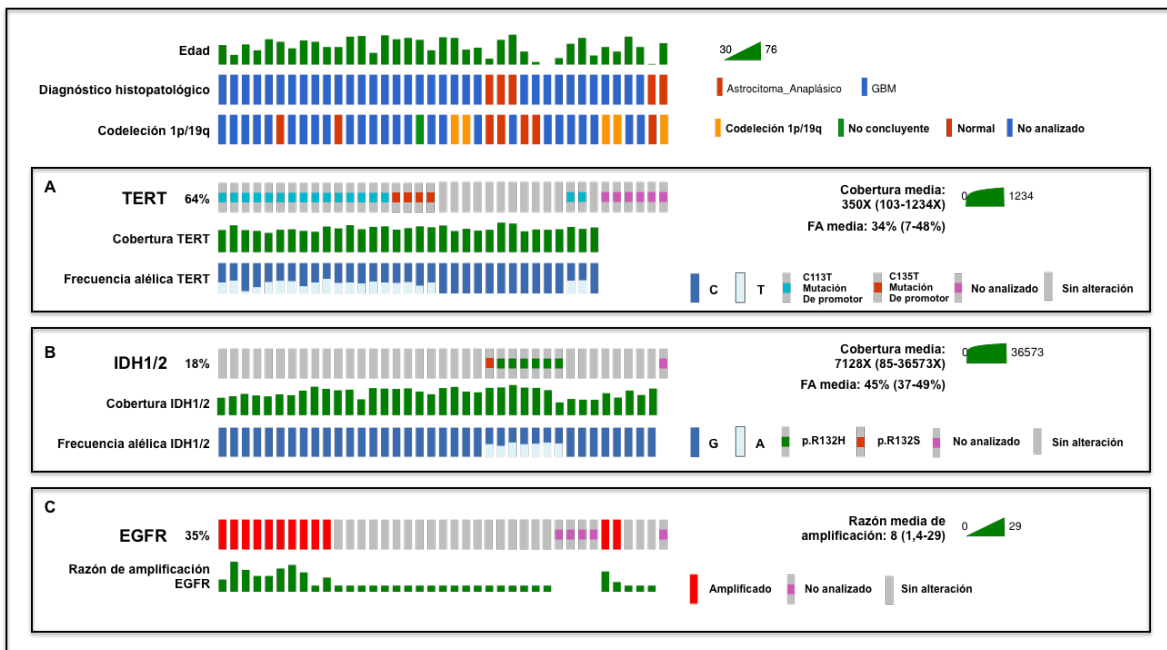 Edad
30 76
Diagnóstico histopatológico
Astrocitoma_Anaplásico GBM
Codeleción 1p/19q
Codeleción 1p/19q No concluyente Normal No analizado
A
TERT 64%
Cobertura media:
350X (103-1234X)
0 1234
FA media: 34% (7-48%)
Cobertura TERT
Frecuencia alélica TERT
C T
C113T
Mutación
De promotor
C135T
Mutación
De promotor
No analizado Sin alteración
B
IDH1/2 18%
Cobertura media:
7128X (85-36573X)
0 36573
FA media: 45% (37-49%)
Cobertura IDH1/2
Frecuencia alélica IDH1/2
G A p.R132H p.R132S No analizado Sin alteración
C
EGFR 35%
Razón media de
amplificación: 8 (1,4-29)
0 29
Razón de amplificación
EGFR
Amplificado No analizado Sin alteración